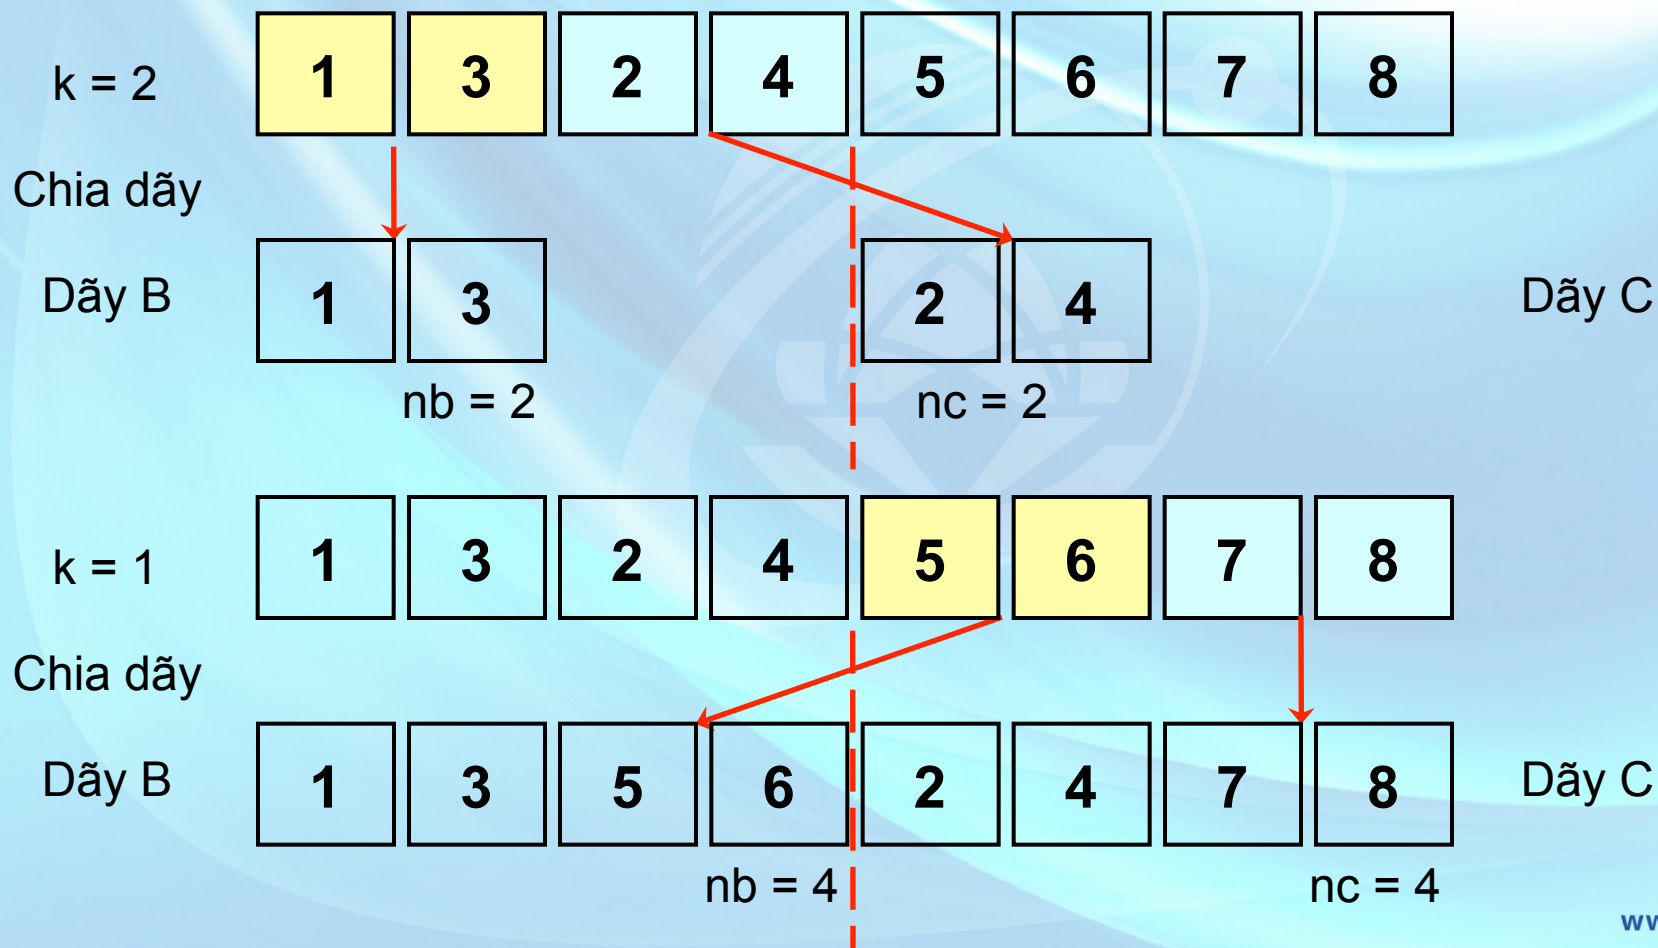 k = 2 1 3 2 4 5 6 7 8
Chia dãy
Dãy B 1 3 2 4 Dãy C
nb = 2 nc = 2
k = 1 1 3 2 4 5 6 7 8
Chia dãy
Dãy B 1 3 5 6 2 4 7 8 Dãy C
nb = 4 nc = 4